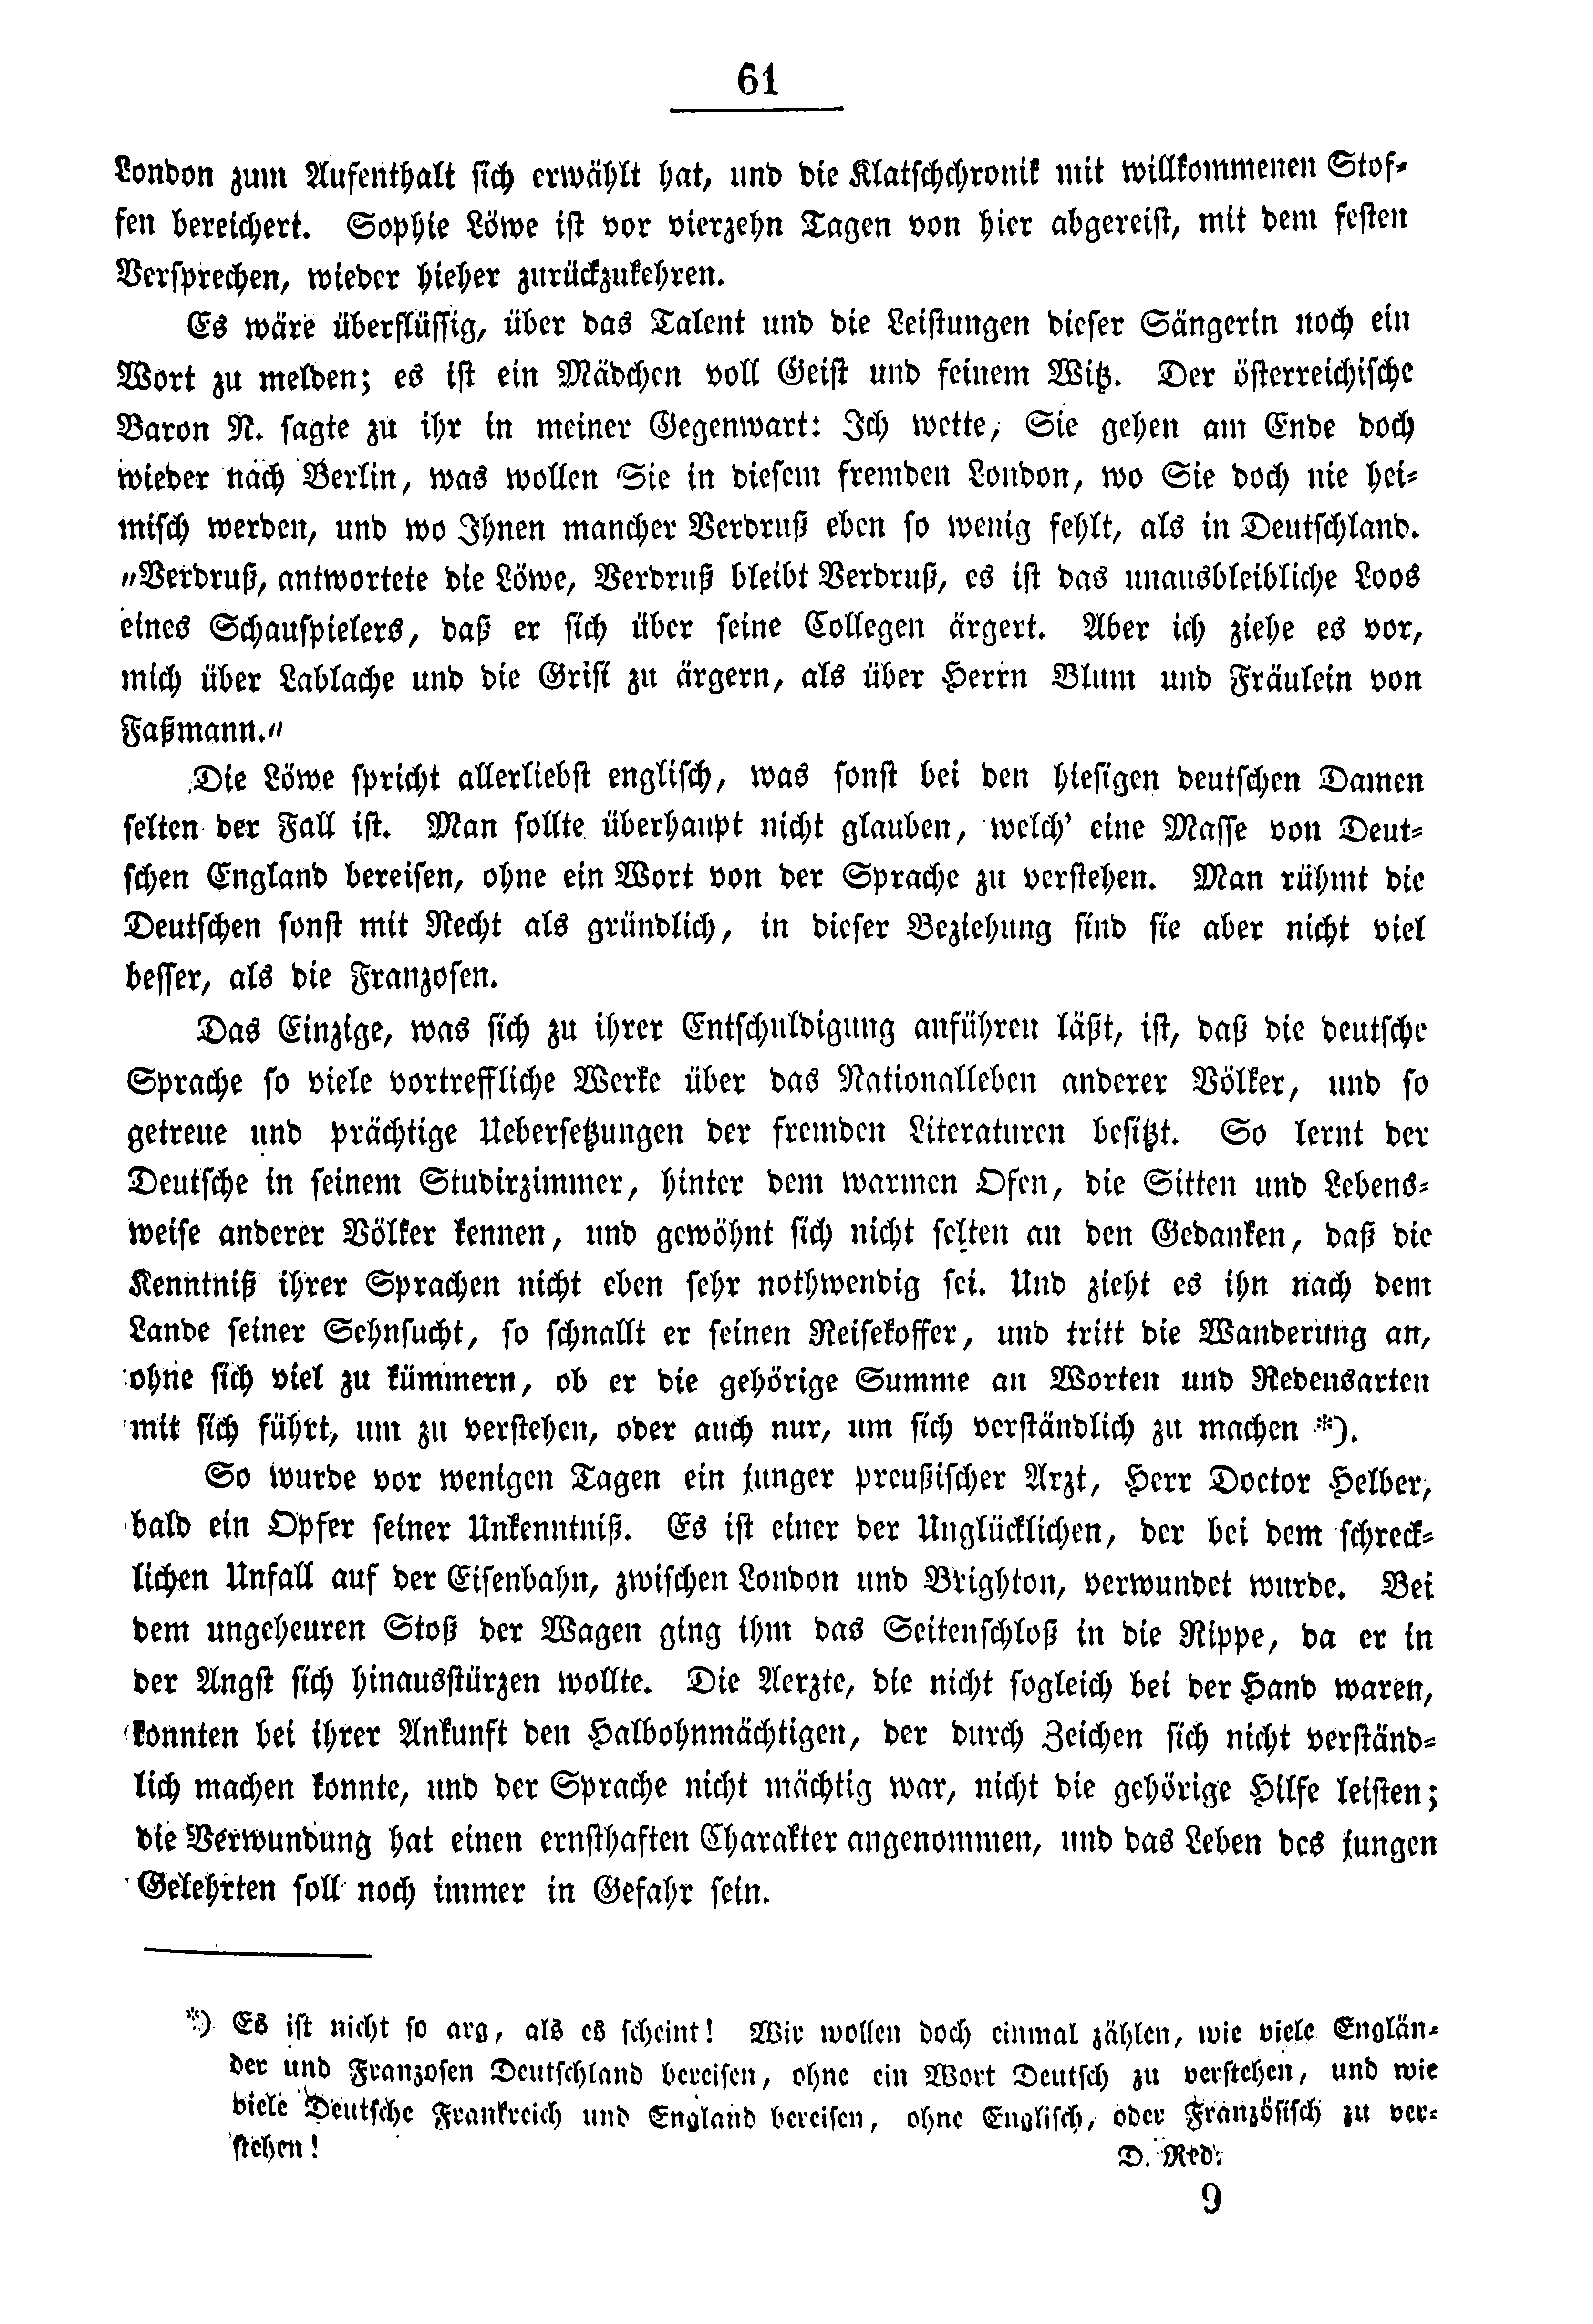 61
London zum Aufenthalt sich erwählt hat, und die Klatschchronik mit willkommenen Stof-
fen bereichert. Sophie Löwe ist vor vierzehn Tagen von hier abgereist, mit dem festen
Versprechen, wieder hieher zurückzukehren.
Es wäre überflüssig, über das Talent und die Leistungen dieser Sängerin noch ein
Wort zu melden; es ist ein Mädchen voll Geist und feinem Witz. Der österreichische
Baron N. sagte zu ihr in meiner Gegenwart: Ich wette, Sie gehen am Ende doch
wieder nach Berlin, was wollen Sie in diesem fremden London, wo Sie doch nie hei-
misch werden, und wo Ihnen mancher Verdruß eben so wenig fehlt, als in Deutschland.
„Verdruß, antwortete die Löwe, Verdruß bleibt Verdruß, es ist das unausbleibliche Loos
eines Schauspielers, daß er sich über seine Collegen ärgert. Aber ich ziehe es vor,
mich über Lablache und die Grisi zu ärgern, als über Herrn Blum und Fräulein von
Faßmann.“
Die Löwe spricht allerliebst englisch, was sonst bei den hiesigen deutschen Damen
selten der Fall ist. Man sollte überhaupt nicht glauben, welch' eine Masse von Deut-
schen England bereisen, ohne ein Wort von der Sprache zu verstehen. Man rühmt die
Deutschen sonst mit Recht als gründlich, in dieser Beziehung sind sie aber nicht viel
besser, als die Franzosen.
Das Einzige, was sich zu ihrer Entschuldigung anführen läßt, ist, daß die deutsche
Sprache so viele vortreffliche Werke über das Nationalleben anderer Völker, und so
getreue und prächtige Uebersetzungen der fremden Literaturen besitzt. So lernt der
Deutsche in seinem Studirzimmer, hinter dem warmen Ofen, die Sitten und Lebens-
weise anderer Völker kennen, und gewöhnt sich nicht selten an den Gedanken, daß die
Kenntniß ihrer Sprachen nicht eben sehr nothwendig sei. Und zieht es ihn nach dem
Lande seiner Sehnsucht, so schnallt er seinen Reisekoffer, und tritt die Wanderung an,
ohne sich viel zu kümmern, ob er die gehörige Summe an Worten und Redensarten
mit sich führt, um zu verstehen, oder auch nur, um sich verständlich zu machen *).
So wurde vor wenigen Tagen ein junger preußischer Arzt, Herr Doctor Helber,
bald ein Opfer seiner Unkenntniß. Es ist einer der Unglücklichen, der bei dem schreck-
lichen Unfall auf der Eisenbahn, zwischen London und Brighton, verwundet wurde. Bei
dem ungeheuren Stoß der Wagen ging ihm das Seitenschloß in die Rippe, da er in
der Angst sich hinausstürzen wollte. Die Aerzte, die nicht sogleich bei der Hand waren,
konnten bei ihrer Ankunft den Halbohnmächtigen, der durch Zeichen sich nicht verständ-
lich machen konnte, und der Sprache nicht mächtig war, nicht die gehörige Hilfe leisten;
die Verwundung hat einen ernsthaften Charakter angenommen, und das Leben des jungen
Gelehrten soll noch immer in Gefahr sein.
*) Es ist nicht so arg, als es scheint! Wir wollen doch einmal zählen, wie viele Englän-
der und Franzosen Deutschland bereisen, ohne ein Wort Deutsch zu verstehen, und wie
viele Deutsche Frankreich und England bereisen, ohne Englisch, oder Französisch zu ver-
stehen!
D. Red.
9